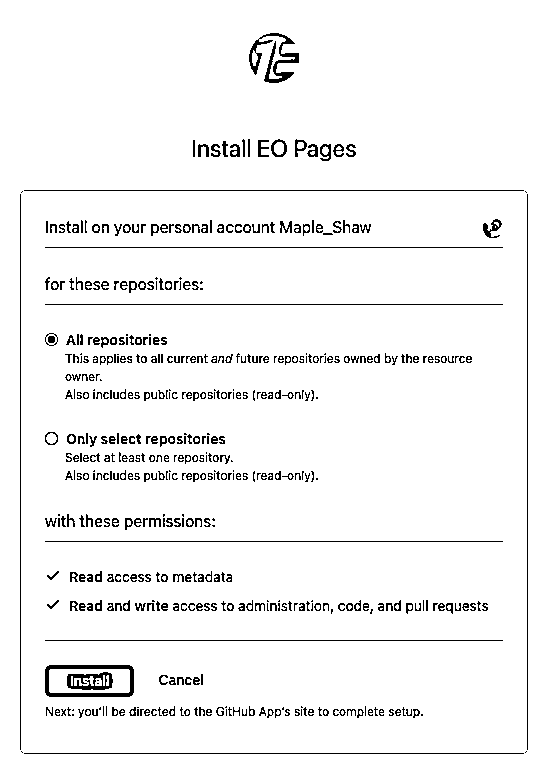 Install EO Pages
Install on your personal account Maple_Shaw
for these repositories:
All repositories
This applies to all current and future repositories owned by the resource
owner.
Also includes public repositories (read-only).
Only select repositories
Select at least one repository.
Also includes public repositories (read-only).
with these permissions:
Read access to metadata
Read and write access to administration, code, and pull requests
Install Cancel
Next: you'll be directed to the GitHub App's site to complete setup.